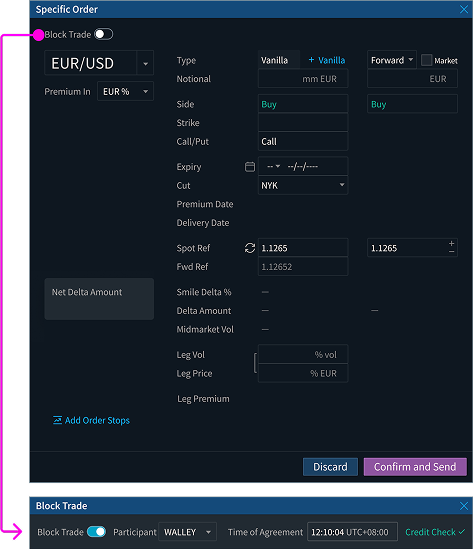 Specific Order
Block Trade
EUR/USD
Premium In EUR %
Type Vanilla + Vanilla Forward Market
Notional mm EUR EUR
Side Buy Buy
Strike
Call/Put Call
Expiry -- --/--/----
Cut NYK
Premium Date
Delivery Date
Spot Ref 1.1265 1.1265
Fwd Ref 1.12652
Net Delta Amount
Smile Delta % —
Delta Amount — —
Midmarket Vol —
Leg Vol % vol
Leg Price % EUR
Leg Premium
Add Order Stops
Discard Confirm and Send
Block Trade
Block Trade Participant WALLEY Time of Agreement 12:10:04 UTC+08:00 Credit Check ✓